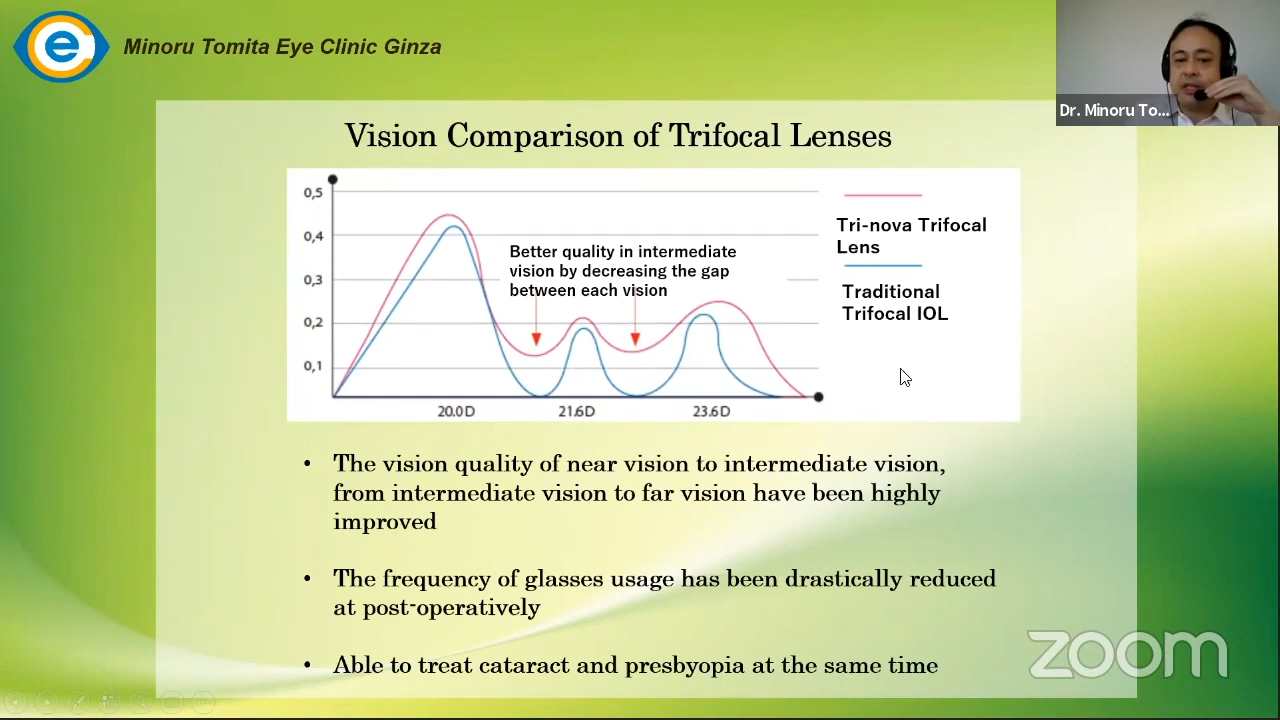 e
Minoru Tomita Eye Clinic Ginza
Dr. Minoru To...
Vision Comparison of Trifocal Lenses
0,5
0,4
0,3
0,2
0,1
20.0D
21.6D
23.6D
Better quality in intermediate
vision by decreasing the gap
between each vision
Tri-nova Trifocal
Lens
Traditional
Trifocal IOL
• The vision quality of near vision to intermediate vision,
from intermediate vision to far vision have been highly
improved
• The frequency of glasses usage has been drastically reduced
at post-operatively
• Able to treat cataract and presbyopia at the same time
zoom